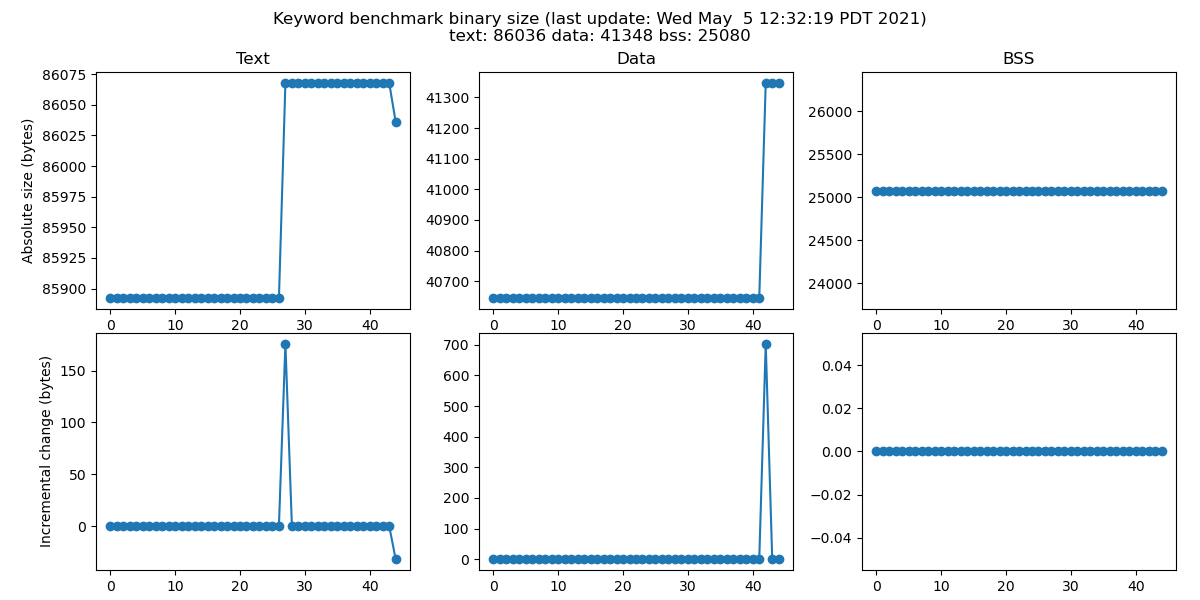 Keyword benchmark binary size (last update: Wed May  5 12:32:19 PDT 2021)
text: 86036 data: 41348 bss: 25080
Text
Data
BSS
Absolute size (bytes)
86075
86050
86025
86000
85975
85950
85925
85900
0 10 20 30 40
41300
41200
41100
41000
40900
40800
40700
0 10 20 30 40
26000
25500
25000
24500
24000
0 10 20 30 40
Incremental change (bytes)
150
100
50
0
0 10 20 30 40
700
600
500
400
300
200
100
0
0 10 20 30 40
0.04
0.02
0.00
−0.02
−0.04
0 10 20 30 40